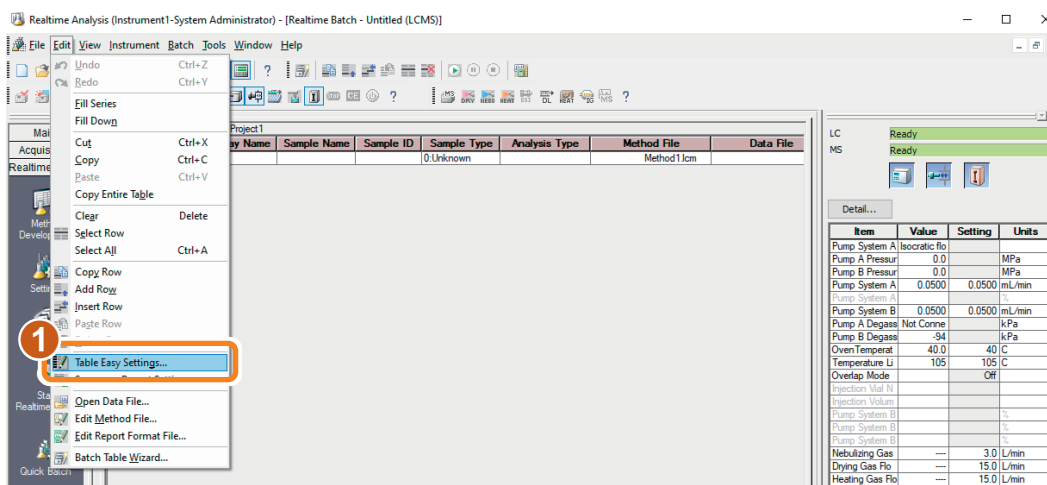 Realtime Analysis (Instrument1-System Administrator) - [Realtime Batch - Untitled (LCMS)]
File Edit View Instrument Batch Tools Window Help
Undo Ctrl+Z
Redo Ctrl+Y
Fill Series
Fill Down
Cut Ctrl+X
Copy Ctrl+C
Paste Ctrl+V
Copy Entire Table
Clear Delete
Select Row
Select All Ctrl+A
Copy Row
Add Row
Insert Row
Paste Row
1
Table Easy Settings...
Open Data File...
Edit Method File...
Edit Report Format File...
Batch Table Wizard...
Mai
Acquis
Realtime
Meth
Develop
Settin
Sta
Realtime
Quick Batch
Project1
ay Name Sample Name Sample ID Sample Type Analysis Type Method File Data File
0:Unknown Method1.lcm
LC Ready
MS Ready
Detail...
Item Value Setting Units
Pump System A Isocratic flo
Pump A Pressur 0.0 MPa
Pump B Pressur 0.0 MPa
Pump System A 0.0500 0.0500 mL/min
Pump System A %
Pump System B 0.0500 0.0500 mL/min
Pump A Degass Not Conne kPa
Pump B Degass -94 kPa
OvenTemperat 40.0 40 C
Temperature Li 105 105 C
Overlap Mode Off
Injection Vial N
Injection Volum
Pump System B %
Pump System B %
Pump System B %
Nebulizing Gas ---- 3.0 L/min
Drying Gas Flo ---- 15.0 L/min
Heating Gas Flo ---- 15.0 L/min